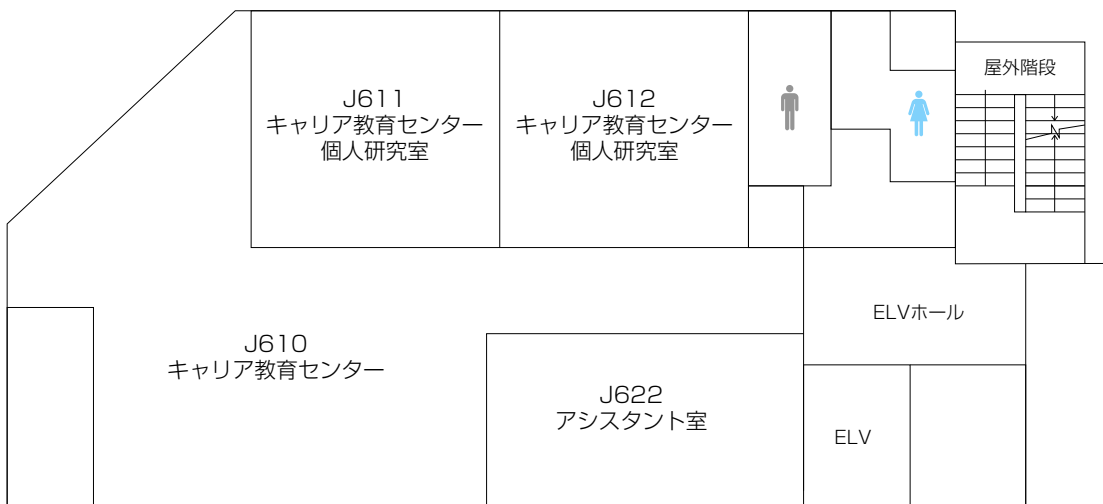 J611
キャリア教育センター
個人研究室
J612
キャリア教育センター
個人研究室
屋外階段
N
ELVホール
J610
キャリア教育センター
J622
アシスタント室
ELV